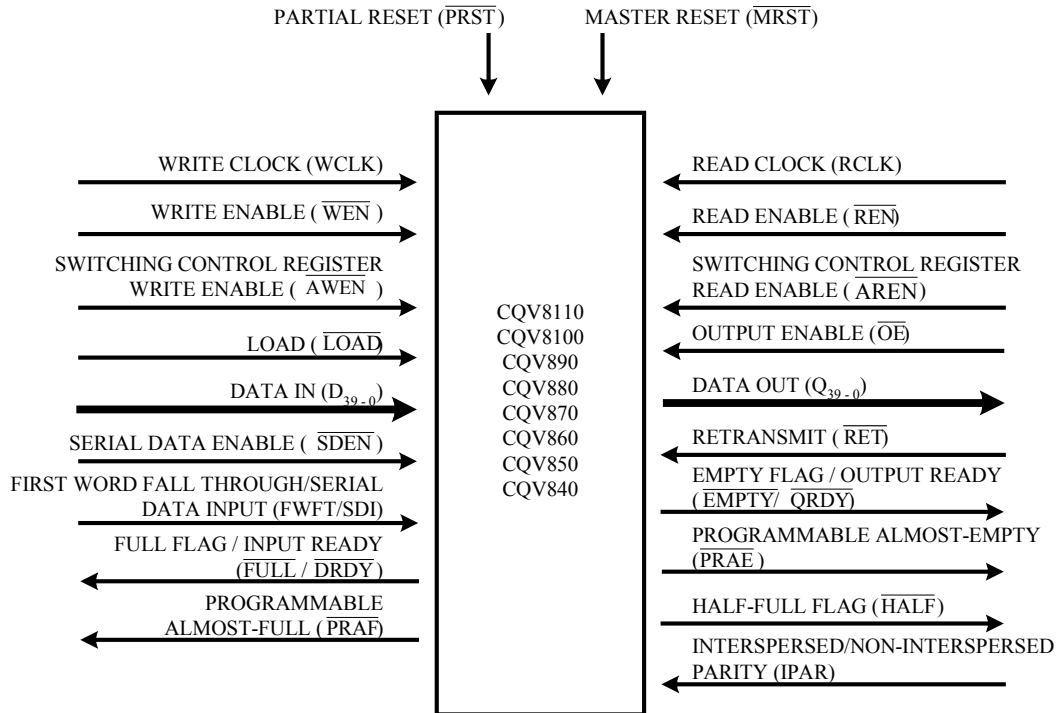 PARTIAL RESET (PRST)
MASTER RESET (MRST)
WRITE CLOCK (WCLK)
WRITE ENABLE ( WEN )
SWITCHING CONTROL REGISTER
WRITE ENABLE ( AWEN )
LOAD ( LOAD)
DATA IN (D39-0)
SERIAL DATA ENABLE ( SDEN)
FIRST WORD FALL THROUGH/SERIAL
DATA INPUT (FWFT/SDI)
FULL FLAG / INPUT READY
(FULL / DRDY)
PROGRAMMABLE
ALMOST-FULL (PRAF)
CQV8110
CQV8100
CQV890
CQV880
CQV870
CQV860
CQV850
CQV840
READ CLOCK (RCLK)
READ ENABLE ( REN)
SWITCHING CONTROL REGISTER
READ ENABLE ( AREN)
OUTPUT ENABLE (OE)
DATA OUT (Q39-0)
RETRANSMIT ( RET)
EMPTY FLAG / OUTPUT READY
(EMPTY/ QRDY)
PROGRAMMABLE ALMOST-EMPTY
(PRAE)
HALF-FULL FLAG (HALF)
INTERSPERSED/NON-INTERSPERSED
PARITY (IPAR)